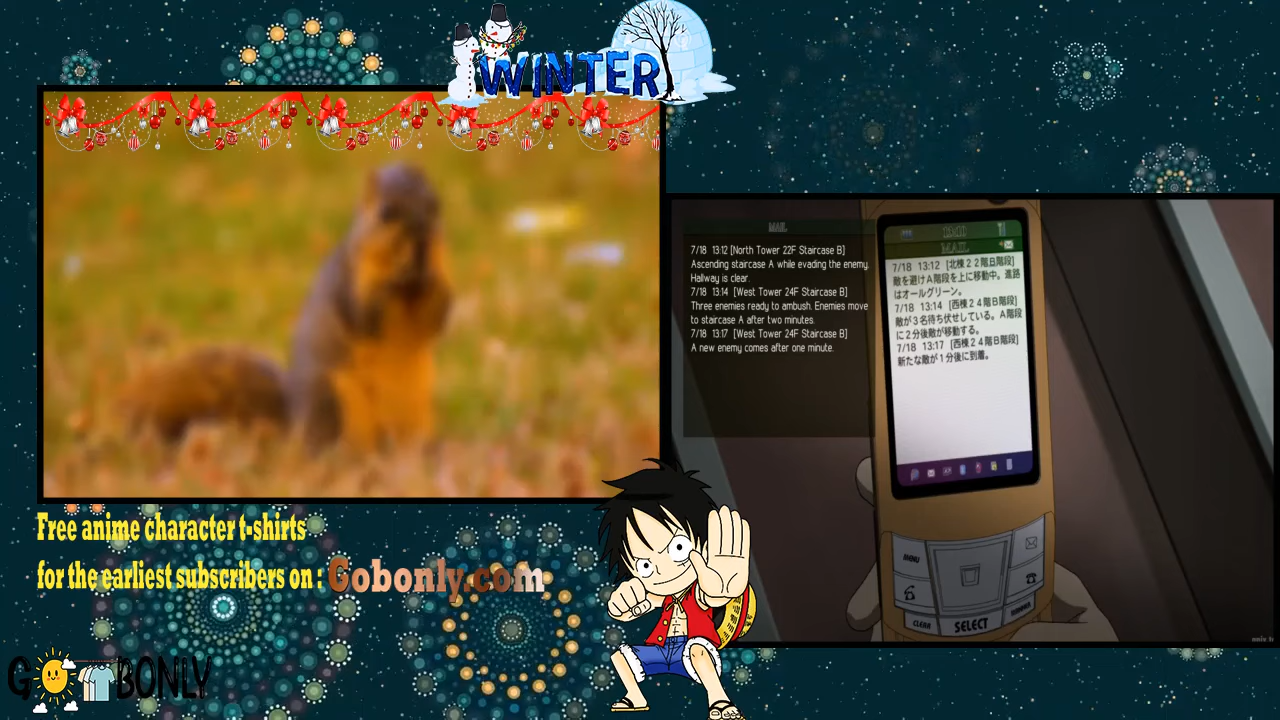 WINTER
MAIL
7/18 13:12 [North Tower 22F Staircase B]
Ascending staircase A while evading the enemy.
Hallway is clear.
7/18 13:14 [West Tower 24F Staircase B]
Three enemies ready to ambush. Enemies move
to staircase A after two minutes.
7/18 13:17 [West Tower 24F Staircase B]
A new enemy comes after one minute.
MAIL
7/18 13:12 [北棟22階B階段]
敵を避けA階段を上に移動中。進路
はオールグリーン。
7/18 13:14 [西棟24階B階段]
敵が3名待ち伏せしている。A階段
に2分後敵が移動する。
7/18 13:17 [西棟24階B階段]
新たな敵が1分後に到着。
MENU
CLEAR
SELECT
Free anime character t-shirts
for the earliest subscribers on : Gobonly.com
GOBONLY